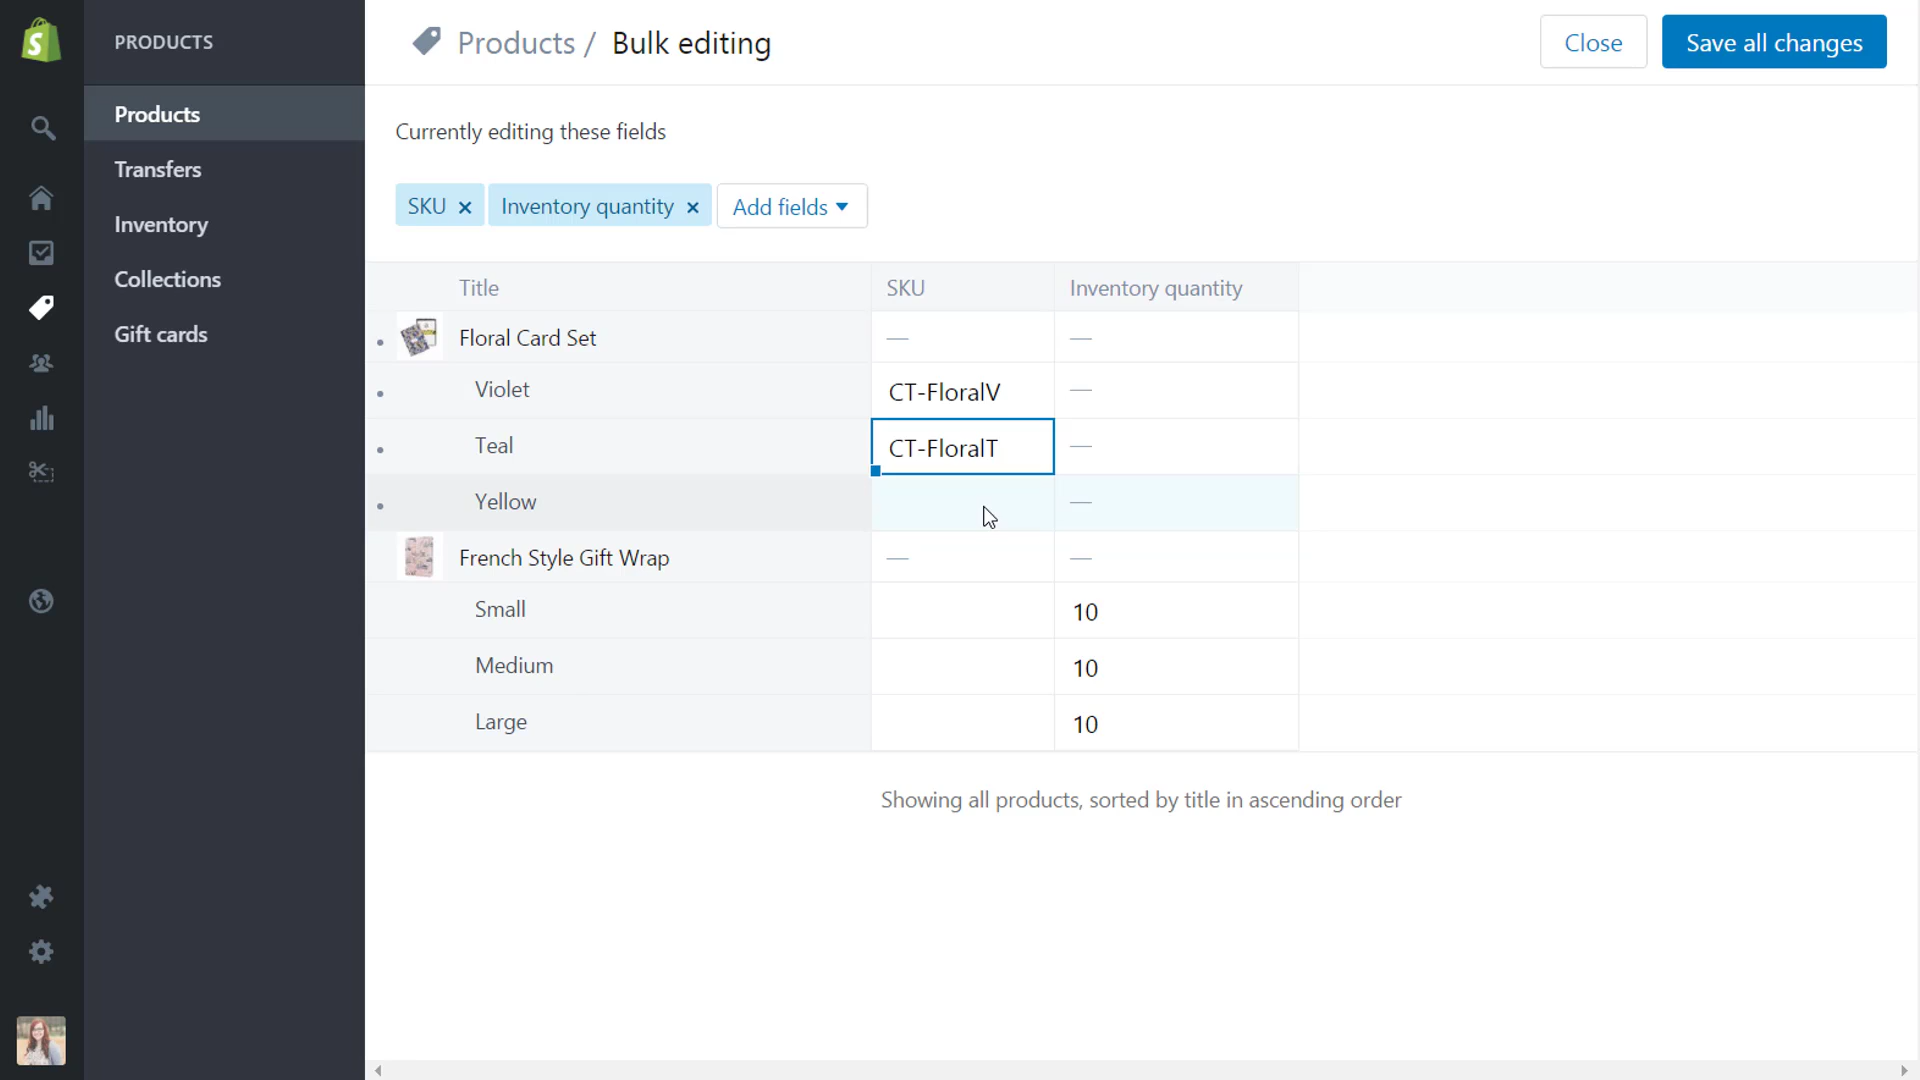 PRODUCTS
Products
Transfers
Inventory
Collections
Gift cards
Products / Bulk editing
Close
Save all changes
Currently editing these fields
SKU ×
Inventory quantity ×
Add fields
Title SKU Inventory quantity
Floral Card Set — —
Violet CT-FloralV —
Teal CT-FloralT —
Yellow —
French Style Gift Wrap — —
Small 10
Medium 10
Large 10
Showing all products, sorted by title in ascending order